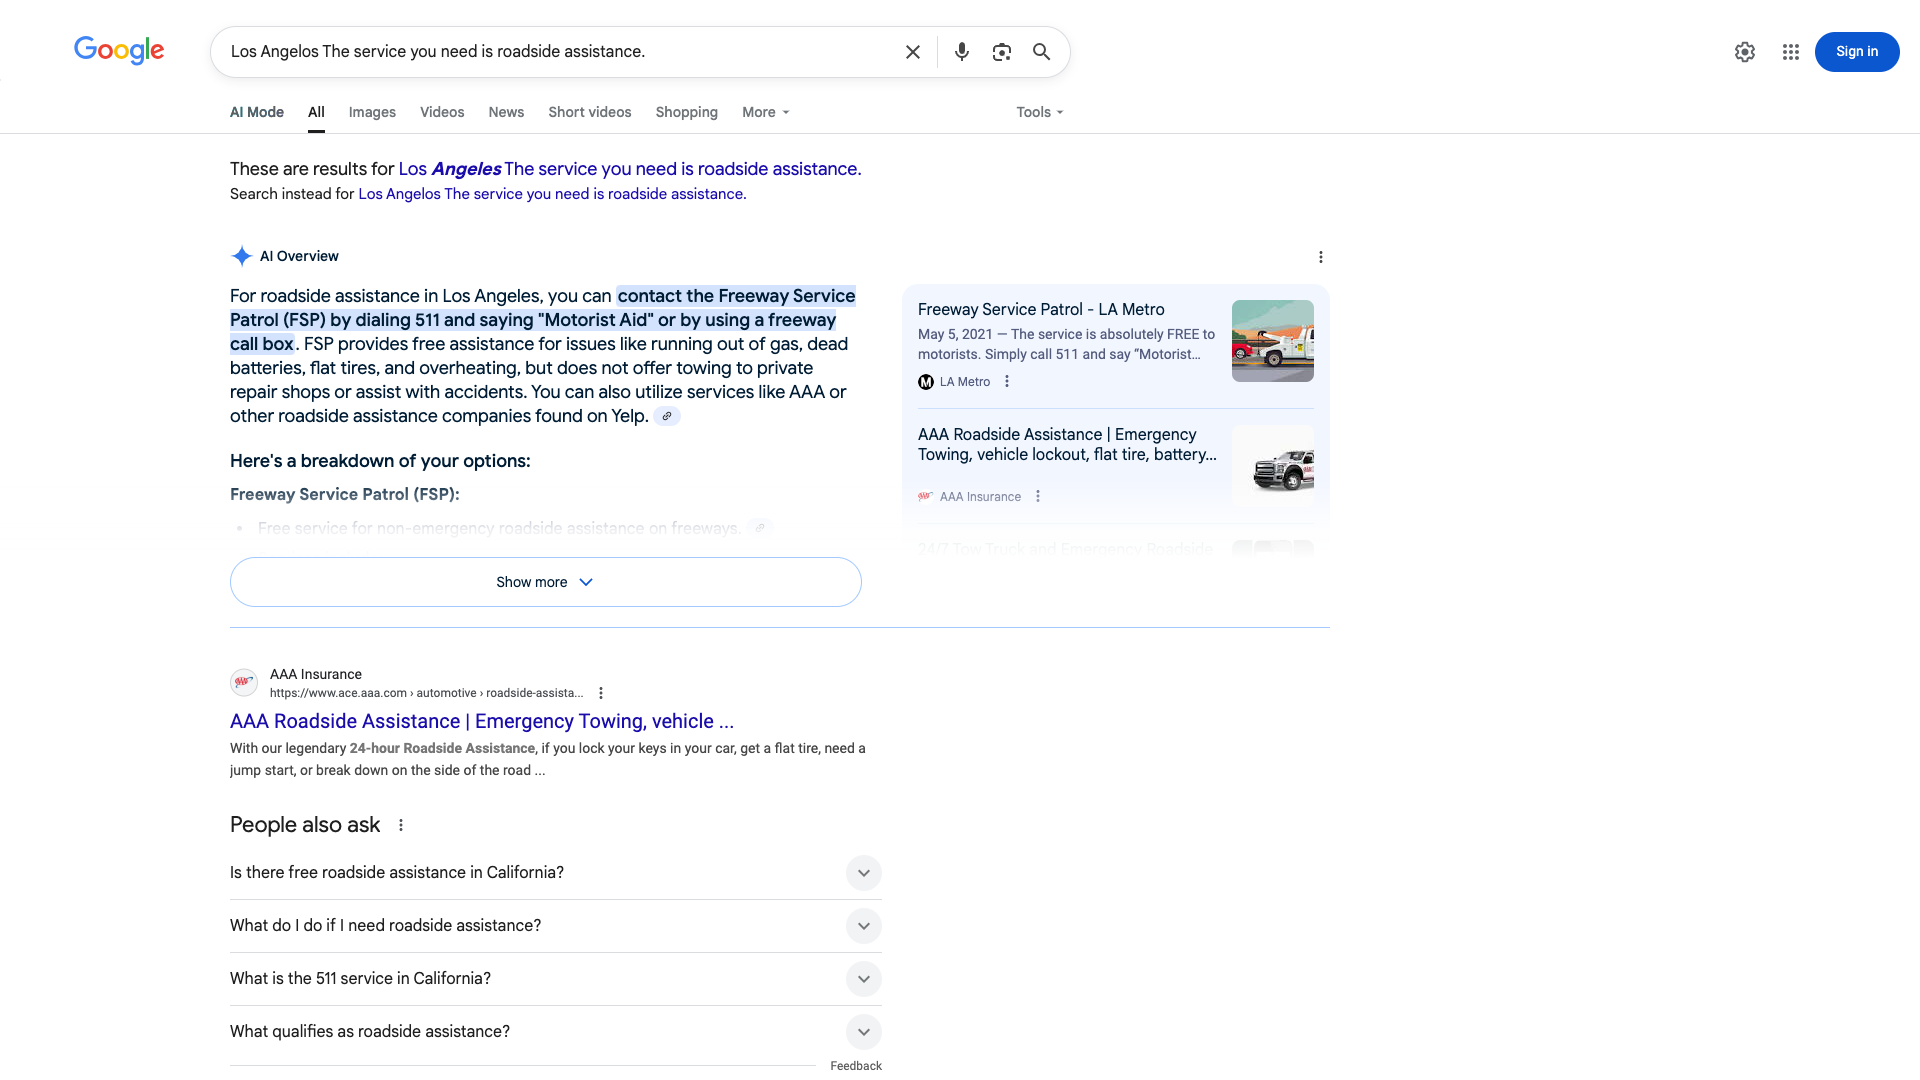 Google
Los Angelos The service you need is roadside assistance.
Sign in
AI Mode
All
Images
Videos
News
Short videos
Shopping
More
Tools
These are results for Los Angeles The service you need is roadside assistance.
Search instead for Los Angelos The service you need is roadside assistance.
AI Overview
For roadside assistance in Los Angeles, you can contact the Freeway Service
Patrol (FSP) by dialing 511 and saying "Motorist Aid" or by using a freeway
call box. FSP provides free assistance for issues like running out of gas, dead
batteries, flat tires, and overheating, but does not offer towing to private
repair shops or assist with accidents. You can also utilize services like AAA or
other roadside assistance companies found on Yelp.
Here's a breakdown of your options:
Freeway Service Patrol (FSP):
• Free service for non-emergency roadside assistance on freeways.
Show more
Freeway Service Patrol - LA Metro
May 5, 2021 — The service is absolutely FREE to
motorists. Simply call 511 and say “Motorist...
LA Metro
AAA Roadside Assistance | Emergency
Towing, vehicle lockout, flat tire, battery...
AAA Insurance
24/7 Tow Truck and Emergency Roadside
AAA Insurance
https://www.ace.aaa.com › automotive › roadside-assista...
AAA Roadside Assistance | Emergency Towing, vehicle ...
With our legendary 24-hour Roadside Assistance, if you lock your keys in your car, get a flat tire, need a
jump start, or break down on the side of the road ...
People also ask
Is there free roadside assistance in California?
What do I do if I need roadside assistance?
What is the 511 service in California?
What qualifies as roadside assistance?
Feedback